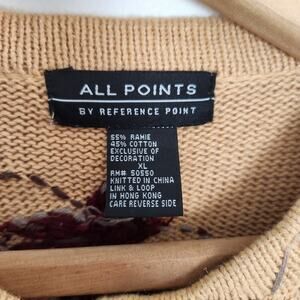 ALL POINTS
BY REFERENCE POINT
55% RAMIE
45% COTTON
EXCLUSIVE OF
DECORATION
XL
RN# 50550
KNITTED IN CHINA
LINK & LOOP
IN HONG KONG
CARE REVERSE SIDE